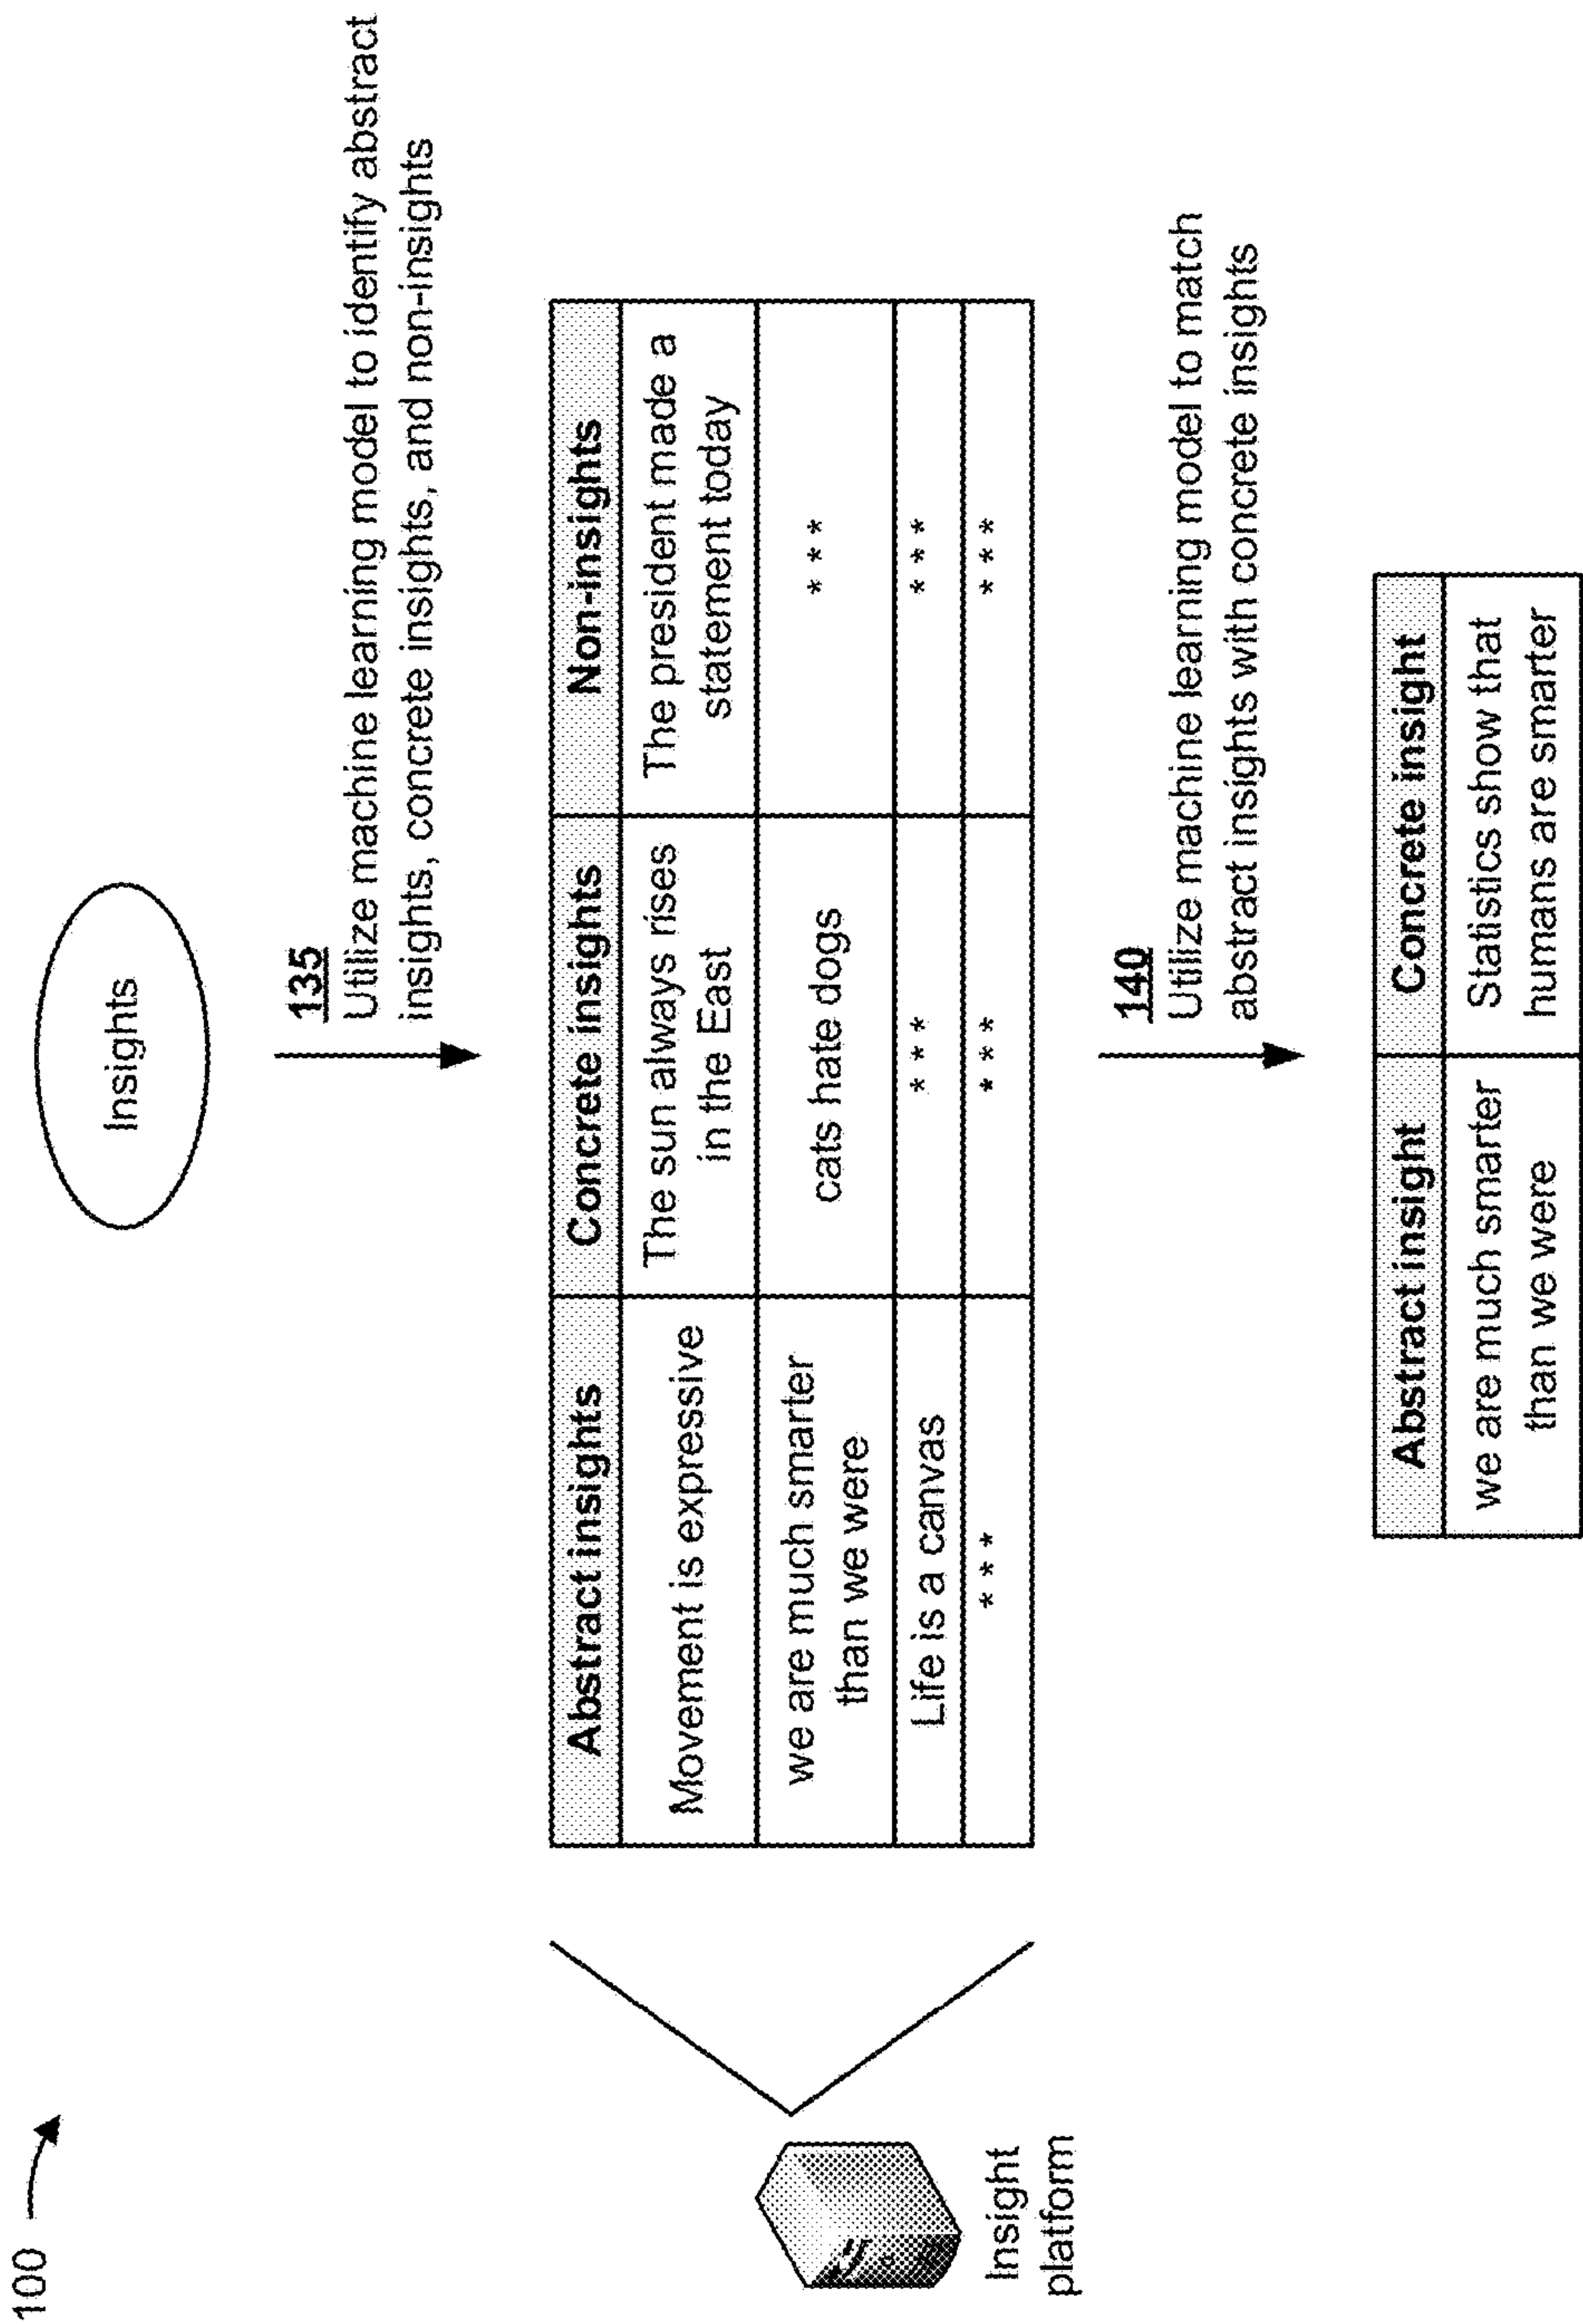 100
Insights
135
Utilize machine learning model to identify abstract
insights, concrete insights, and non-insights
Abstract insights
Concrete insights
Non-insights
Movement is expressive
The sun always rises
in the East
The president made a
statement today
we are much smarter
than we were
cats hate dogs
***
Life is a canvas
***
***
***
***
***
Insight
platform
140
Utilize machine learning model to match
abstract insights with concrete insights
Abstract insight
Concrete insight
we are much smarter
than we were
Statistics show that
humans are smarter